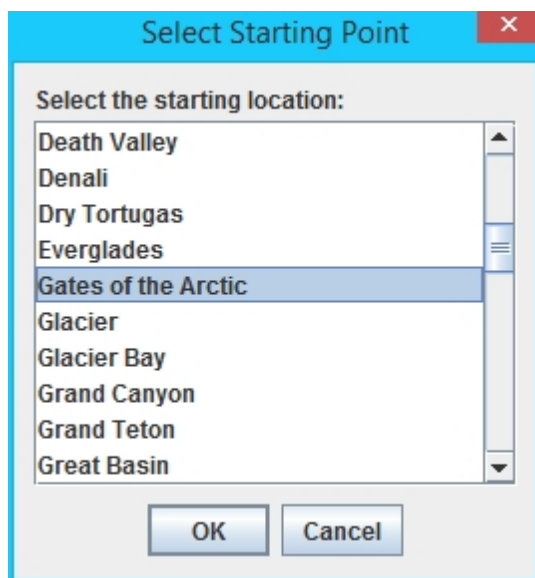 Select Starting Point
Select the starting location:
Death Valley
Denali
Dry Tortugas
Everglades
Gates of the Arctic
Glacier
Glacier Bay
Grand Canyon
Grand Teton
Great Basin
OK Cancel